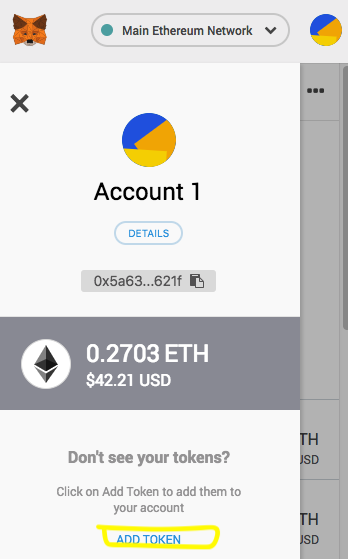 Main Ethereum Network
Account 1
DETAILS
0x5a63...621f
0.2703 ETH
$42.21 USD
Don't see your tokens?
Click on Add Token to add them to
your account
ADD TOKEN
TH
USD
TH
USD